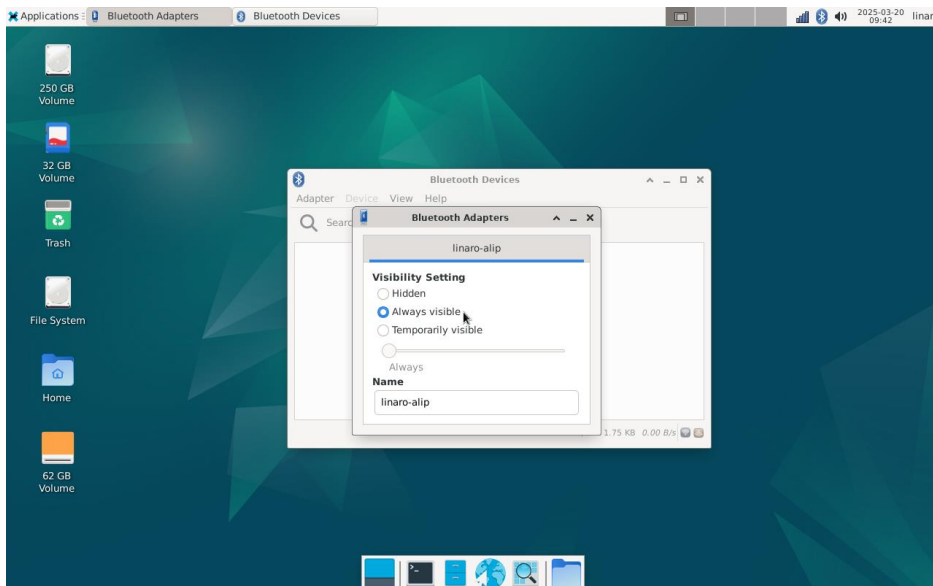 Applications Bluetooth Adapters Bluetooth Devices 2025-03-20
09:42 linar
250 GB
Volume
32 GB
Volume
Trash
File System
Home
62 GB
Volume
Bluetooth Devices
Adapter Device View Help
Searc
Bluetooth Adapters
linaro-alip
Visibility Setting
Hidden
Always visible
Temporarily visible
Always
Name
linaro-alip
1.75 KB 0.00 B/s